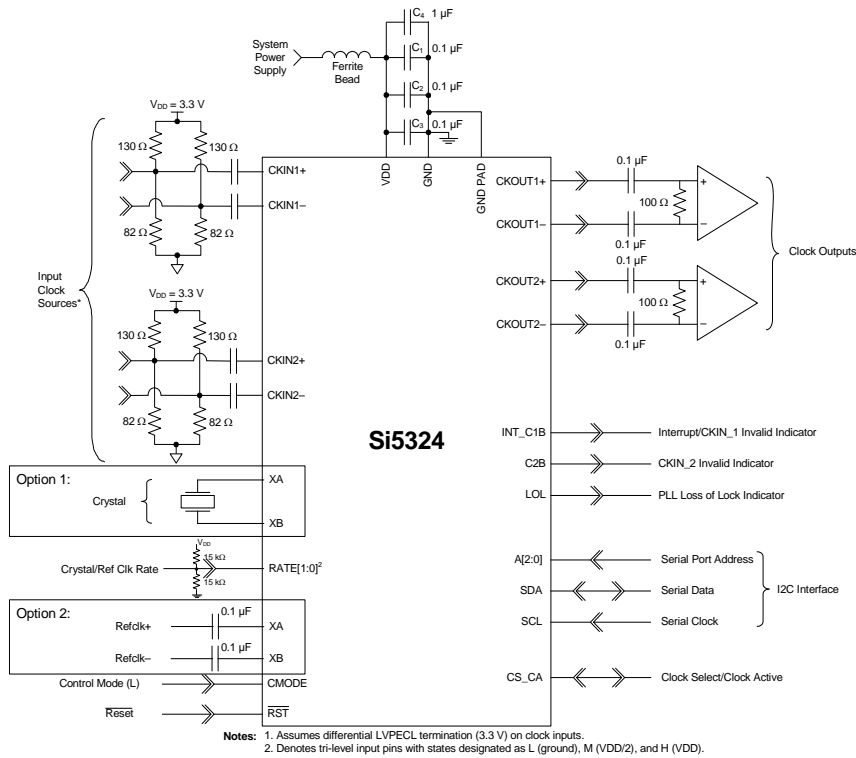 C4 1 µF
System
Power
Supply
Ferrite
Bead
C1 0.1 µF
C2 0.1 µF
C3 0.1 µF
VDD = 3.3 V
130 Ω
130 Ω
82 Ω
82 Ω
CKIN1+
CKIN1–
VDD
GND
GND PAD
Input
Clock
Sources*
VDD = 3.3 V
130 Ω
130 Ω
82 Ω
82 Ω
CKIN2+
CKIN2–
Si5324
CKOUT1+
CKOUT1–
0.1 µF
100 Ω
0.1 µF
+
–
CKOUT2+
CKOUT2–
0.1 µF
100 Ω
0.1 µF
+
–
Clock Outputs
Option 1:
Crystal
XA
XB
Crystal/Ref Clk Rate
VDD
15 kΩ
15 kΩ
RATE[1:0]2
Option 2:
Refclk+
0.1 µF
XA
Refclk–
0.1 µF
XB
Control Mode (L)
CMODE
Reset
RST
INT_C1B
Interrupt/CKIN_1 Invalid Indicator
C2B
CKIN_2 Invalid Indicator
LOL
PLL Loss of Lock Indicator
A[2:0]
Serial Port Address
SDA
Serial Data
SCL
Serial Clock
I2C Interface
CS_CA
Clock Select/Clock Active
Notes: 1. Assumes differential LVPECL termination (3.3 V) on clock inputs.
2. Denotes tri-level input pins with states designated as L (ground), M (VDD/2), and H (VDD).